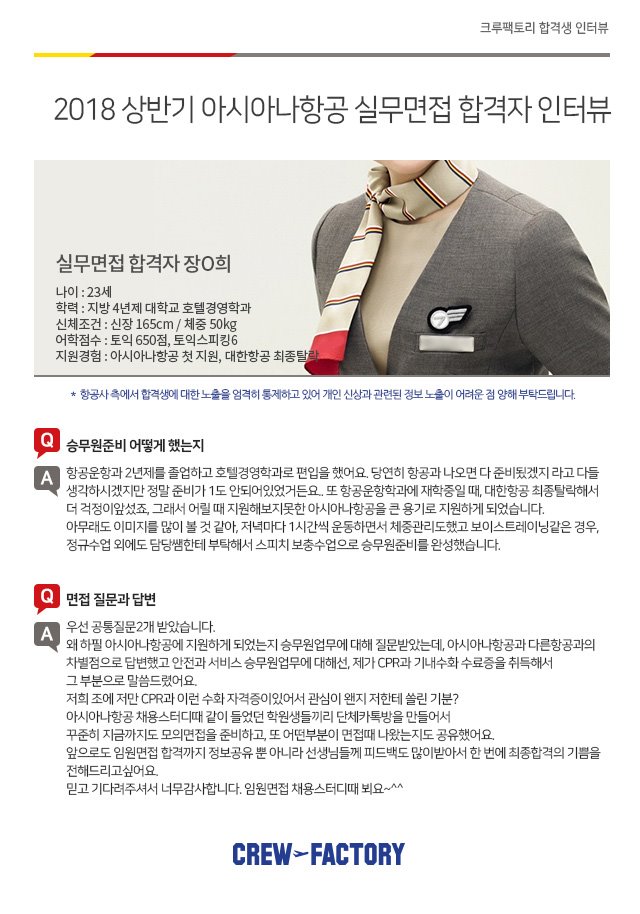 크루팩토리 합격생 인터뷰
2018 상반기 아시아나항공 실무면접 합격자 인터뷰
실무면접 합격자 장O희
나이 : 23세
학력 : 지방 4년제 대학교 호텔경영학과
신체조건 : 신장 165cm / 체중 50kg
어학점수 : 토익 650점, 토익스피킹6
지원경험 : 아시아나항공 첫 지원, 대한항공 최종탈락
* 항공사 측에서 합격생에 대한 노출을 엄격히 통제하고 있어 개인 신상과 관련된 정보 노출이 어려운 점 양해 부탁드립니다.
Q 승무원준비 어떻게 했는지
A 항공운항과 2년제를 졸업하고 호텔경영학과로 편입을 했어요. 당연히 항공과 나오면 다 준비됬겠지 라고 다들
생각하시겠지만 정말 준비가 1도 안되어있었거든요.. 또 항공운항학과에 재학중일 때, 대한항공 최종탈락해서
더 걱정이앞섰죠, 그래서 어릴 때 지원해보지못한 아시아나항공을 큰 용기로 지원하게 되었습니다.
아무래도 이미지를 많이 볼 것 같아, 저녁마다 1시간씩 운동하면서 체중관리도했고 보이스트레이닝같은 경우,
정규수업 외에도 담당쌤한테 부탁해서 스피치 보충수업으로 승무원준비를 완성했습니다.
Q 면접 질문과 답변
A 우선 공통질문2개 받았습니다.
왜 하필 아시아나항공에 지원하게 되었는지 승무원업무에 대해 질문받았는데, 아시아나항공과 다른항공과의
차별점으로 답변했고 안전과 서비스 승무원업무에 대해선, 제가 CPR과 기내수화 수료증을 취득해서
그 부분으로 말씀드렸어요.
저희 조에 저만 CPR과 이런 수화 자격증이있어서 관심이 왠지 저한테 쏠린 기분?
아시아나항공 채용스터디때 같이 들었던 학원생들끼리 단체카톡방을 만들어서
꾸준히 지금까지도 모의면접을 준비하고, 또 어떤부분이 면접때 나왔는지도 공유했어요.
앞으로도 임원면접 합격까지 정보공유 뿐 아니라 선생님들께 피드백도 많이받아서 한 번에 최종합격의 기쁨을
전해드리고싶어요.
믿고 기다려주셔서 너무감사합니다. 임원면접 채용스터디때 뵈요~^^
CREW FACTORY